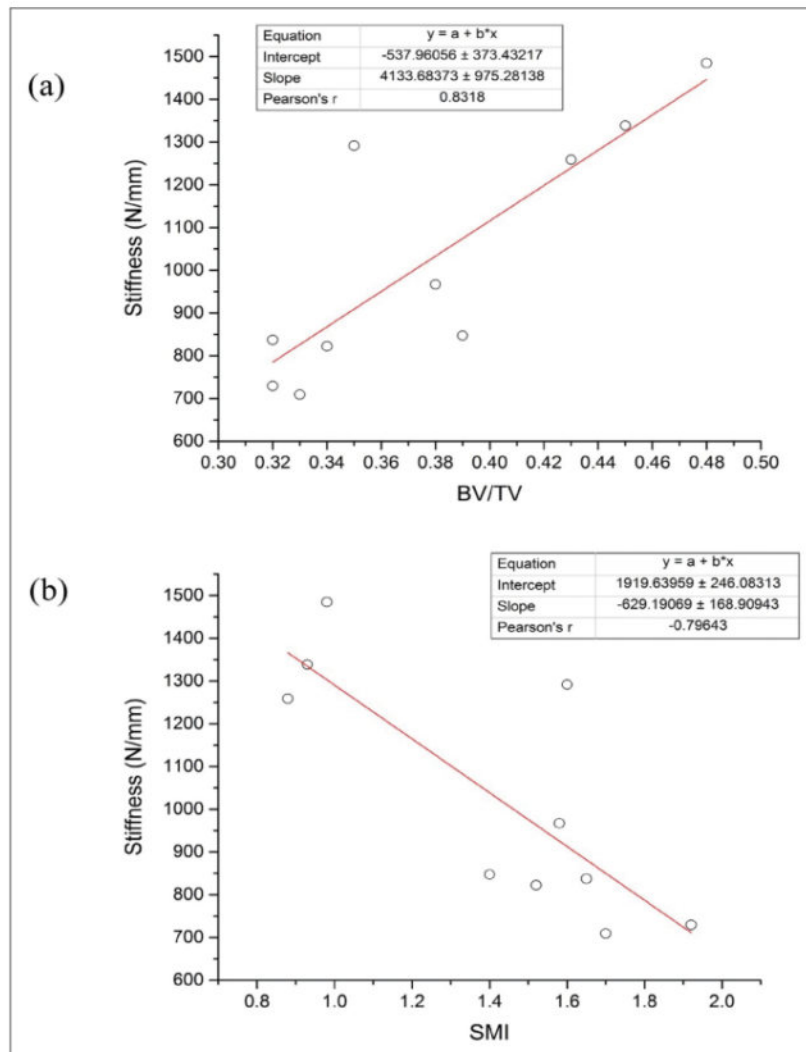 (a)
Equation y = a + b*x
Intercept -537.96056 ± 373.43217
Slope 4133.68373 ± 975.28138
Pearson's r 0.8318
1500
1400
1300
1200
1100
1000
900
800
700
600
Stiffness (N/mm)
0.30 0.32 0.34 0.36 0.38 0.40 0.42 0.44 0.46 0.48 0.50
BV/TV
(b)
Equation y = a + b*x
Intercept 1919.63959 ± 246.08313
Slope -629.19069 ± 168.90943
Pearson's r -0.79643
1500
1400
1300
1200
1100
1000
900
800
700
600
Stiffness (N/mm)
0.8 1.0 1.2 1.4 1.6 1.8 2.0
SMI